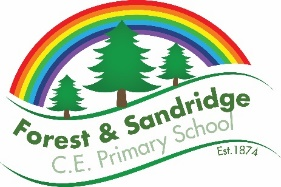 Forest & Sandridge
C.E. Primary School
Est.1874